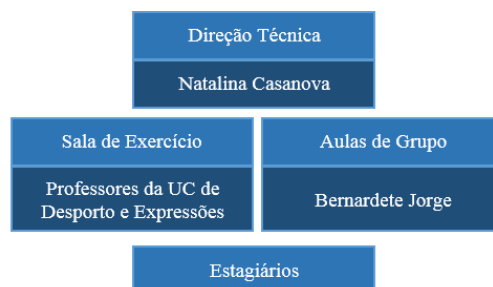 Direção Técnica
Natalina Casanova
Sala de Exercício
Professores da UC de
Desporto e Expressões
Aulas de Grupo
Bernardete Jorge
Estagiários